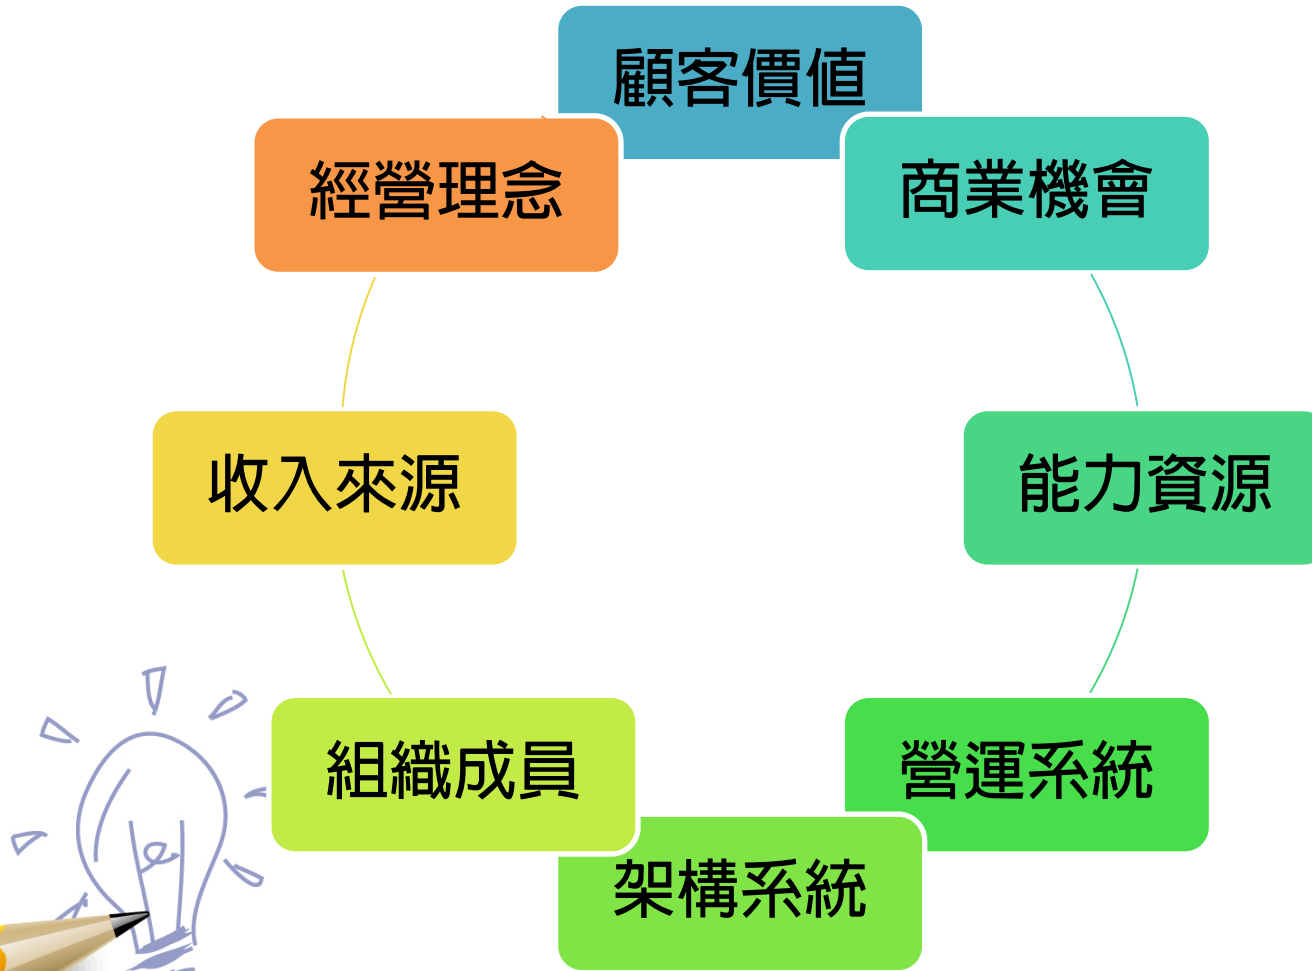 顧客價值
經營理念
商業機會
收入來源
能力資源
組織成員
營運系統
架構系統